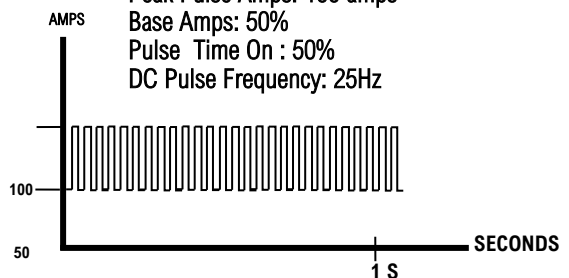 AMPS
Base Amps: 50%
Pulse Time On : 50%
DC Pulse Frequency: 25Hz
100
50
SECONDS
1 S